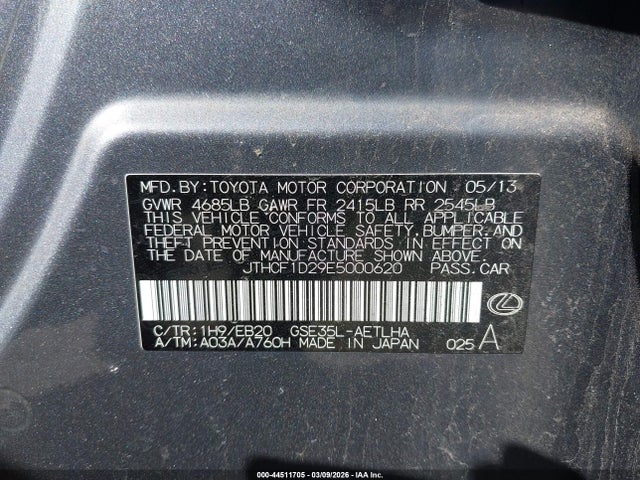 MFD.BY:TOYOTA MOTOR CORPORATION 05/13
GVWR 4685LB GAWR FR 2415LB RR 2545LB
THIS VEHICLE CONFORMS TO ALL APPLICABLE
FEDERAL MOTOR VEHICLE SAFETY,BUMPER,AND
THEFT PREVENTION STANDARDS IN EFFECT ON
THE DATE OF MANUFACTURE SHOWN ABOVE.
JTHCF1D29E5000620 PASS.CAR
C/TR:1H9/EB20 GSE35L-AETLHA
A/TM:A03A/A760H MADE IN JAPAN 025 A
000-44511705 - 03/09/2026 - IAA, Inc.